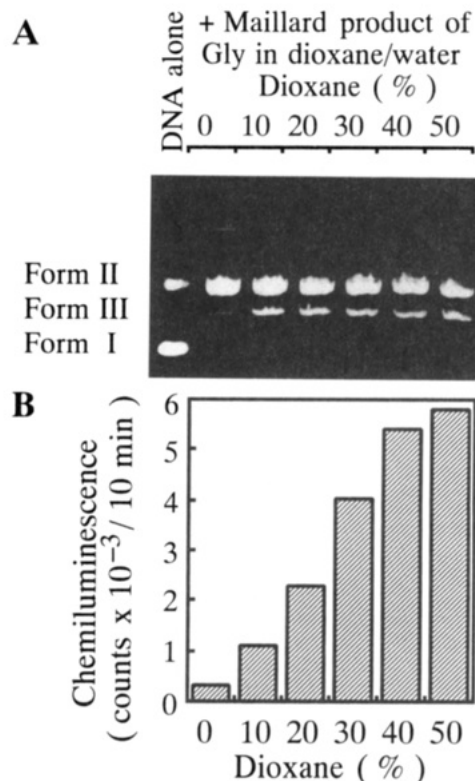 A
DNA alone
+ Maillard product of
Gly in dioxane/water
Dioxane ( % )
0 10 20 30 40 50
Form II
Form III
Form I
B
Chemiluminescence
( counts x 10⁻³/ 10 min )
6
5
4
3
2
1
0
0 10 20 30 40 50
Dioxane ( % )